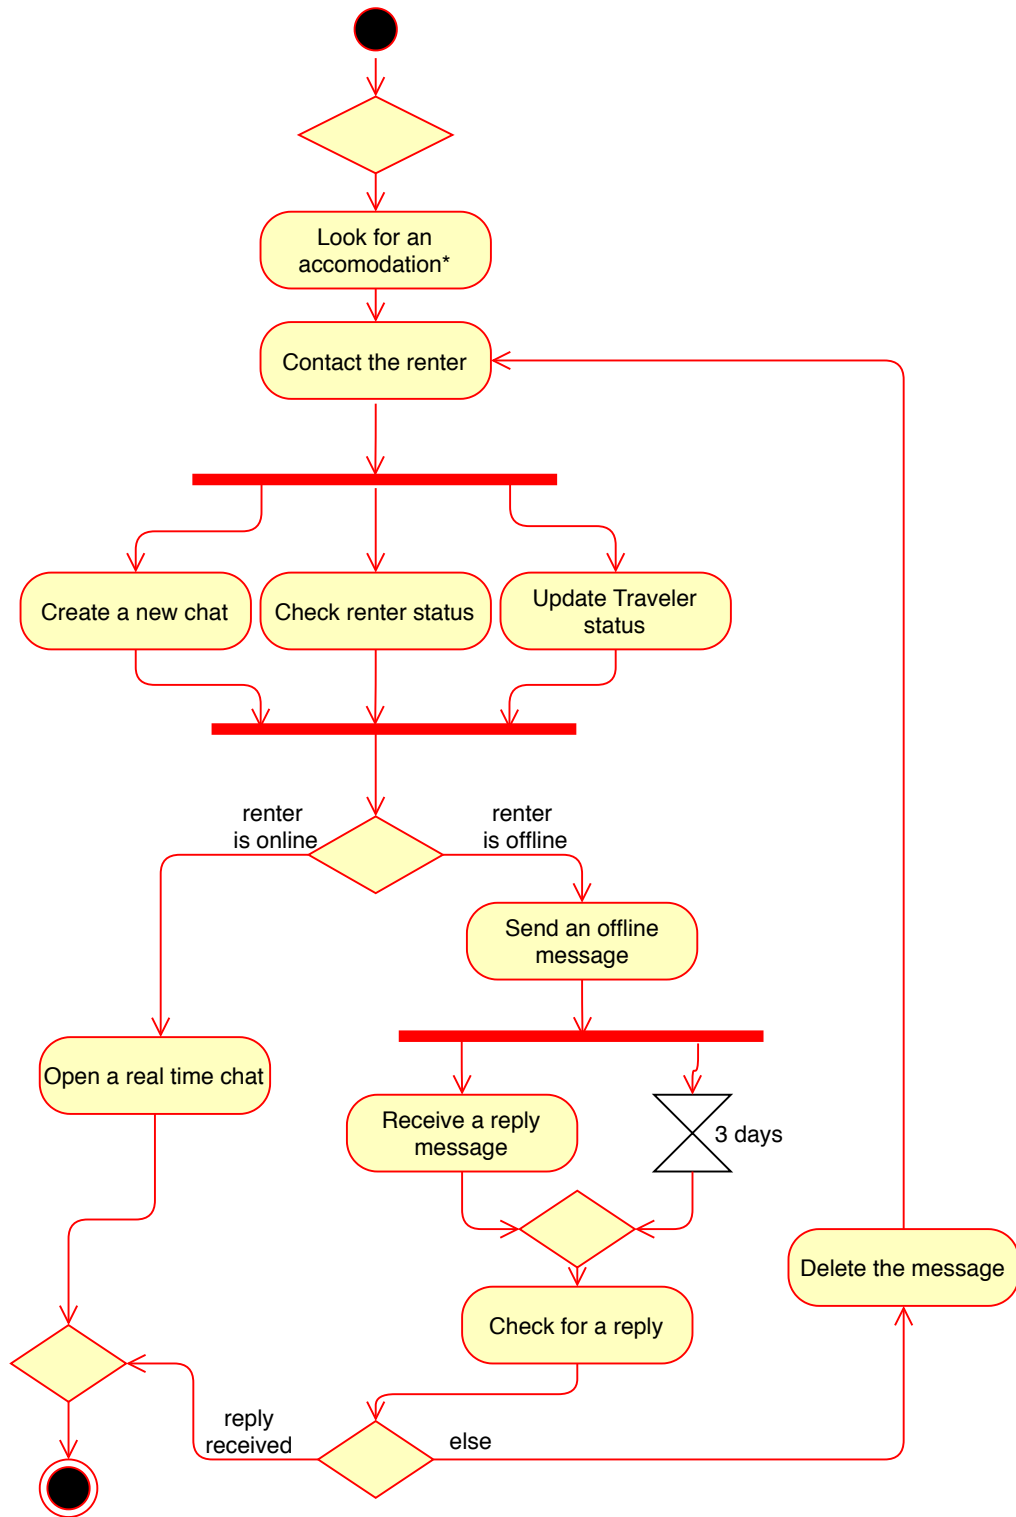 Look for an
accomodation*
Contact the renter
Create a new chat
Check renter status
Update Traveler
status
renter
is online
renter
is offline
Send an offline
message
Open a real time chat
Receive a reply
message
3 days
Delete the message
Check for a reply
reply
received
else